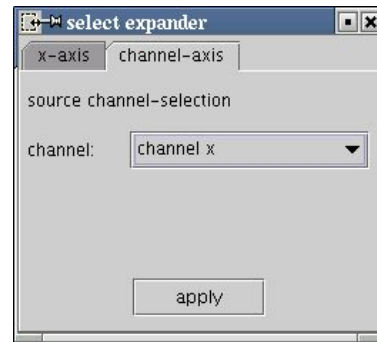 select expander
x-axis channel-axis
source channel-selection
channel: channel x
apply